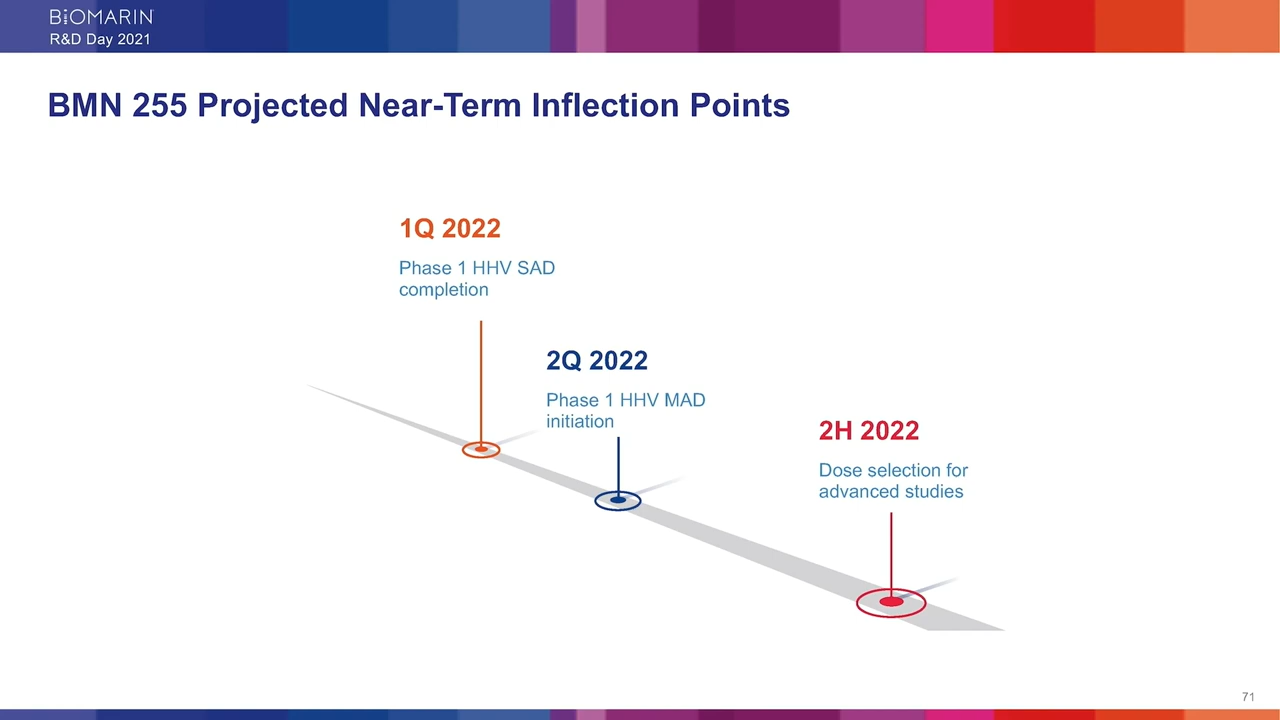 BIOMARIN
R&D Day 2021
BMN 255 Projected Near-Term Inflection Points
1Q 2022
Phase 1 HHV SAD
completion
2Q 2022
Phase 1 HHV MAD
initiation
2H 2022
Dose selection for
advanced studies
71